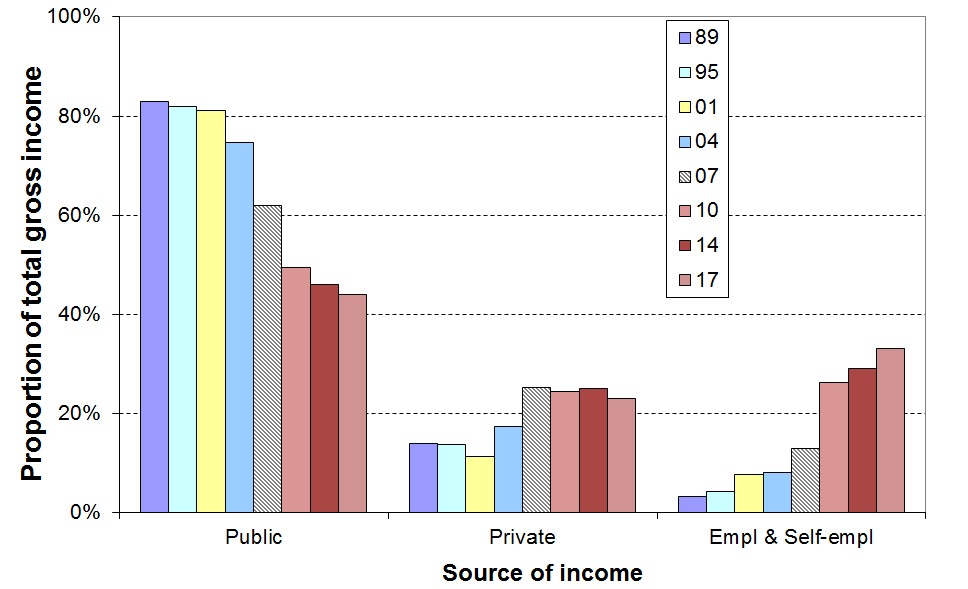 100%
80%
60%
40%
20%
0%
Proportion of total gross income
89
95
01
04
07
10
14
17
Public
Private
Empl & Self-empl
Source of income